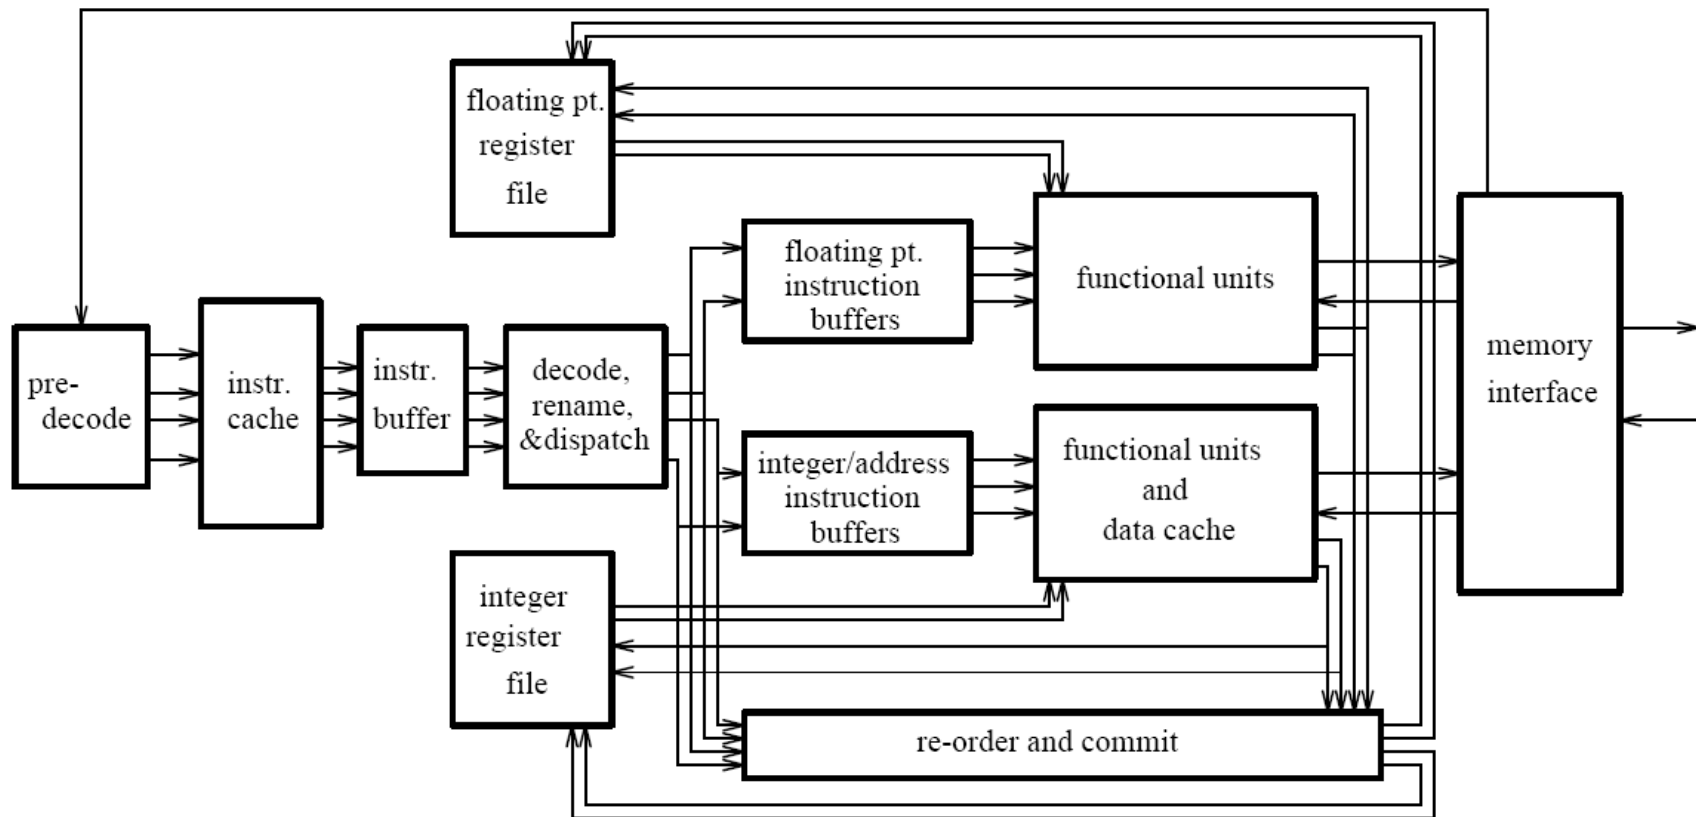 floating pt.
register
file
floating pt.
instruction
buffers
functional units
pre-
decode
instr.
cache
instr.
buffer
decode,
rename,
&dispatch
memory
interface
integer/address
instruction
buffers
functional units
and
data cache
integer
register
file
re-order and commit